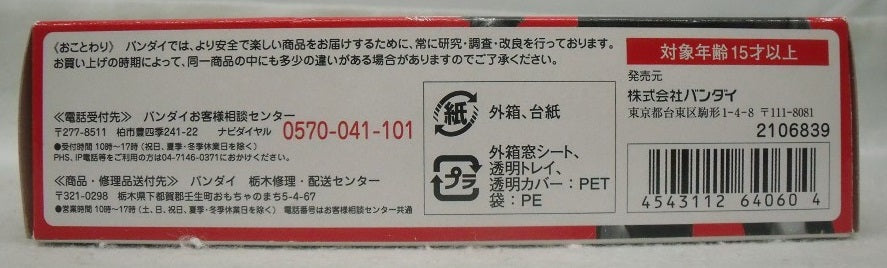 《おことわり》 バンダイでは、より安全で楽しい商品をお届けするために、常に研究・調査・改良を行っております。
お買い上げの時期によって、同一商品の中にも多少の違いがある場合がありますのでご了承ください。
≪電話受付先≫ バンダイお客様相談センター
〒277-8511 柏市豊四季241-22 ナビダイヤル 0570-041-101
●受付時間 10時〜17時 (祝日、夏季・冬季休業日を除く)
PHS、IP電話等をご利用の方は04-7146-0371におかけください。
≪商品・修理品送付先≫ バンダイ 栃木修理・配送センター
〒321-0298 栃木県下都賀郡壬生町おもちゃのまち5-4-67
●営業時間 10時〜17時 (土、日、祝日、夏季・冬季休業日を除く) 電話番号はお客様相談センター共通
紙
外箱、台紙
プラ
外箱窓シート、
透明トレイ、
透明カバー:PET
袋:PE
対象年齢15才以上
発売元
株式会社バンダイ
東京都台東区駒形1-4-8 〒111-8081
2106839
4543112 640604